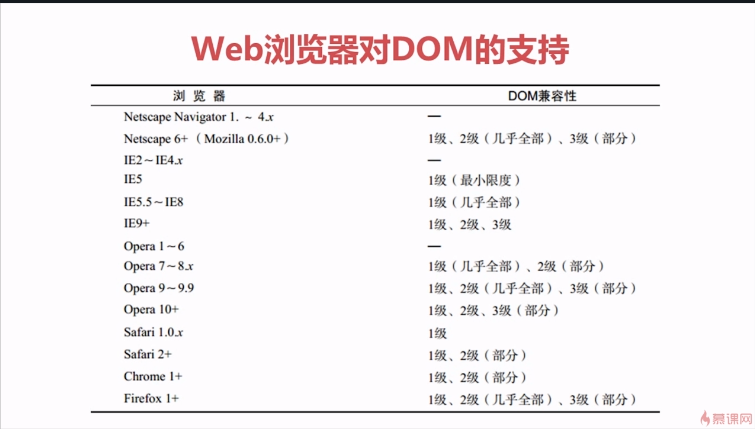 Web浏览器对DOM的支持
浏 览 器 DOM兼容性
Netscape Navigator 1. ~ 4.x —
Netscape 6+（Mozilla 0.6.0+） 1级、2级（几乎全部）、3级（部分）
IE2～IE4.x —
IE5 1级（最小限度）
IE5.5～IE8 1级（几乎全部）
IE9+ 1级、2级、3级
Opera 1～6 —
Opera 7～8.x 1级（几乎全部）、2级（部分）
Opera 9～9.9 1级、2级（几乎全部）、3级（部分）
Opera 10+ 1级、2级、3级（部分）
Safari 1.0.x 1级
Safari 2+ 1级、2级（部分）
Chrome 1+ 1级、2级（部分）
Firefox 1+ 1级、2级（几乎全部）、3级（部分）
慕课网